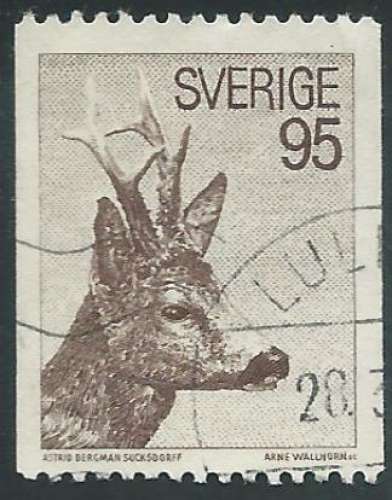 SVERIGE
95
LUL
28.3
ASTRID BERGMAN SUCKSDORFF
ARNE WALLHORN SC